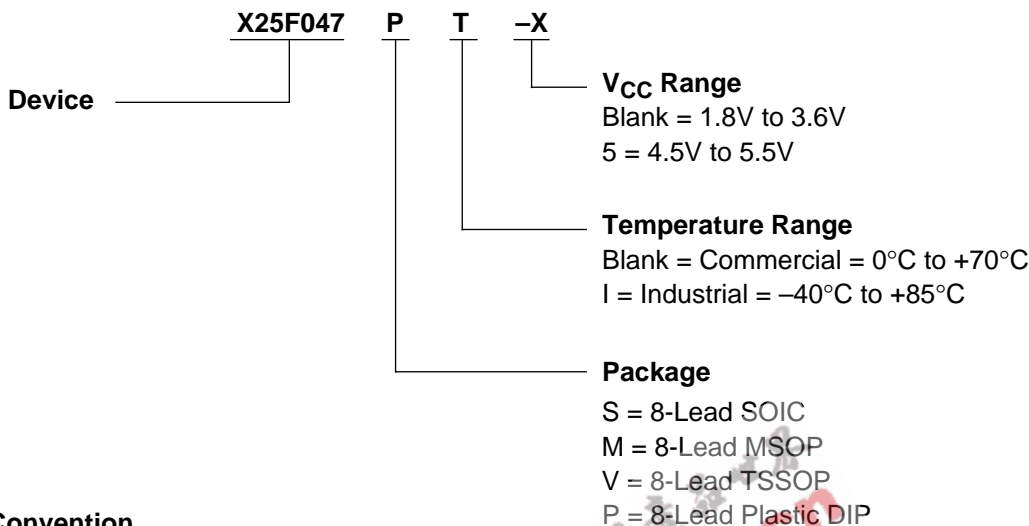 X25F047 P T –X
Device
VCC Range
Blank = 1.8V to 3.6V
5 = 4.5V to 5.5V
Temperature Range
Blank = Commercial = 0°C to +70°C
I = Industrial = –40°C to +85°C
Package
S = 8-Lead SOIC
M = 8-Lead MSOP
V = 8-Lead TSSOP
P = 8-Lead Plastic DIP
Convention